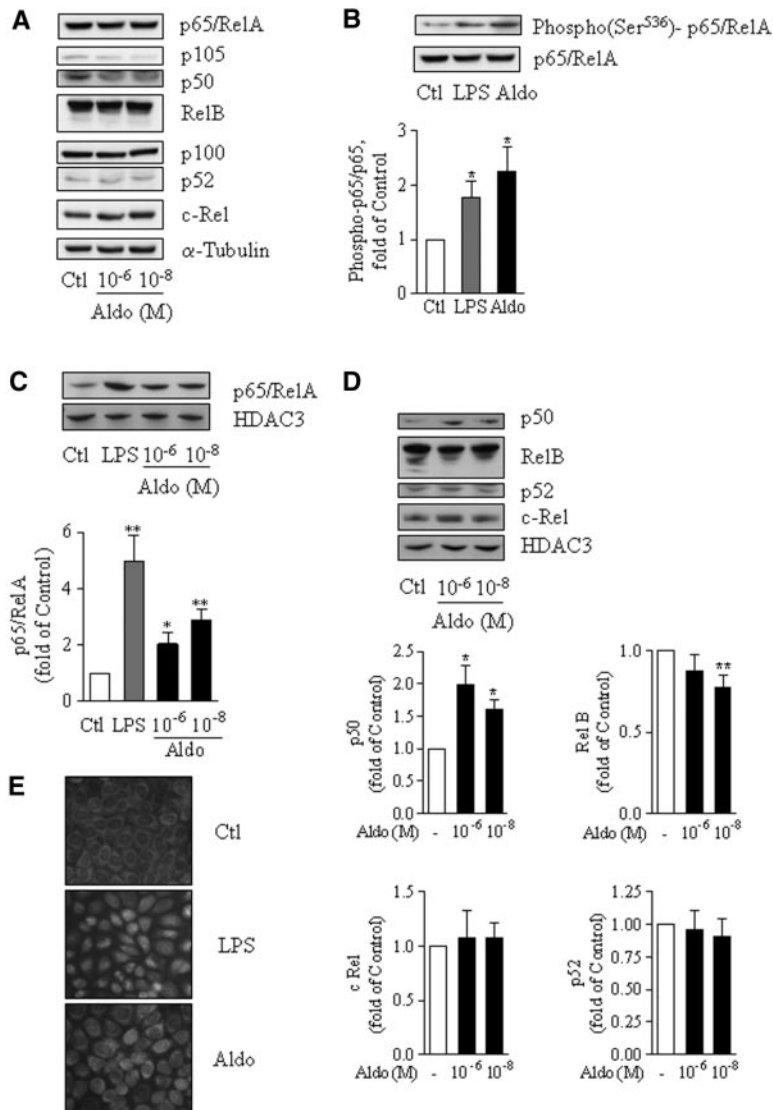 A
p65/RelA
p105
p50
RelB
p100
p52
c-Rel
α-Tubulin
Ctl 10⁻⁶ 10⁻⁸
Aldo (M)
B
Phospho(Ser⁵³⁶)- p65/RelA
p65/RelA
Ctl LPS Aldo
Phospho-p65/p65,
fold of Control
3
2
1
0
Ctl LPS Aldo
* *
C
p65/RelA
HDAC3
Ctl LPS 10⁻⁶ 10⁻⁸
Aldo (M)
p65/RelA
(fold of Control)
6
4
2
0
** * **
Ctl LPS 10⁻⁶ 10⁻⁸
Aldo
D
p50
RelB
p52
c-Rel
HDAC3
Ctl 10⁻⁶ 10⁻⁸
Aldo (M)
p50
(fold of Control)
2.5
2.0
1.5
1.0
0.5
0.0
* *
Aldo (M) - 10⁻⁶ 10⁻⁸
Rel B
(fold of Control)
1.0
0.5
0.0
**
Aldo (M) - 10⁻⁶ 10⁻⁸
c Rel
(fold of Control)
1.5
1.0
0.5
0.0
Aldo (M) - 10⁻⁶ 10⁻⁸
p52
(fold of Control)
1.25
1.00
0.75
0.50
0.25
0.00
Aldo (M) - 10⁻⁶ 10⁻⁸
E
Ctl
LPS
Aldo